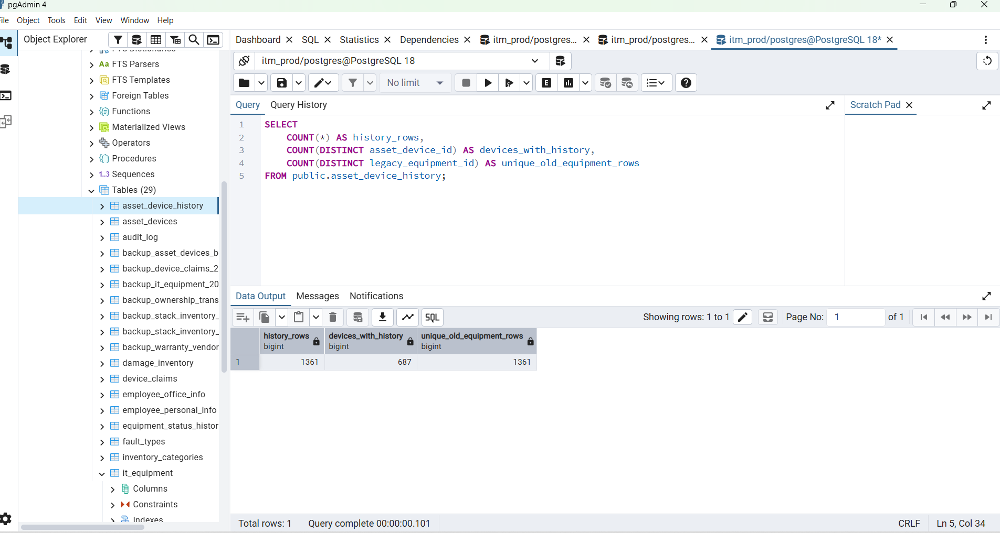 pgAdmin 4
ile Object Tools Edit View Window Help
Object Explorer
Dashboard SQL Statistics Dependencies itm_prod/postgres... itm_prod/postgres... itm_prod/postgres@PostgreSQL 18*
itm_prod/postgres@PostgreSQL 18
No limit
Query Query History
Scratch Pad
1 SELECT
2 COUNT(*) AS history_rows,
3 COUNT(DISTINCT asset_device_id) AS devices_with_history,
4 COUNT(DISTINCT legacy_equipment_id) AS unique_old_equipment_rows
5 FROM public.asset_device_history;
FTS Dictionaries
Aa FTS Parsers
FTS Templates
Foreign Tables
Functions
Materialized Views
Operators
Procedures
1..3 Sequences
Tables (29)
asset_device_history
asset_devices
audit_log
backup_asset_devices_b
backup_device_claims_2
backup_it_equipment_20
backup_ownership_trans
backup_stack_inventory_
backup_stack_inventory_
backup_warranty_vendor
damage_inventory
device_claims
employee_office_info
employee_personal_info
equipment_status_histor
fault_types
inventory_categories
it_equipment
Columns
Constraints
Indexes
Data Output Messages Notifications
SQL
Showing rows: 1 to 1
Page No: 1 of 1
history_rows devices_with_history unique_old_equipment_rows
bigint bigint bigint
1 1361 687 1361
Total rows: 1 Query complete 00:00:00.101
CRLF Ln 5, Col 34